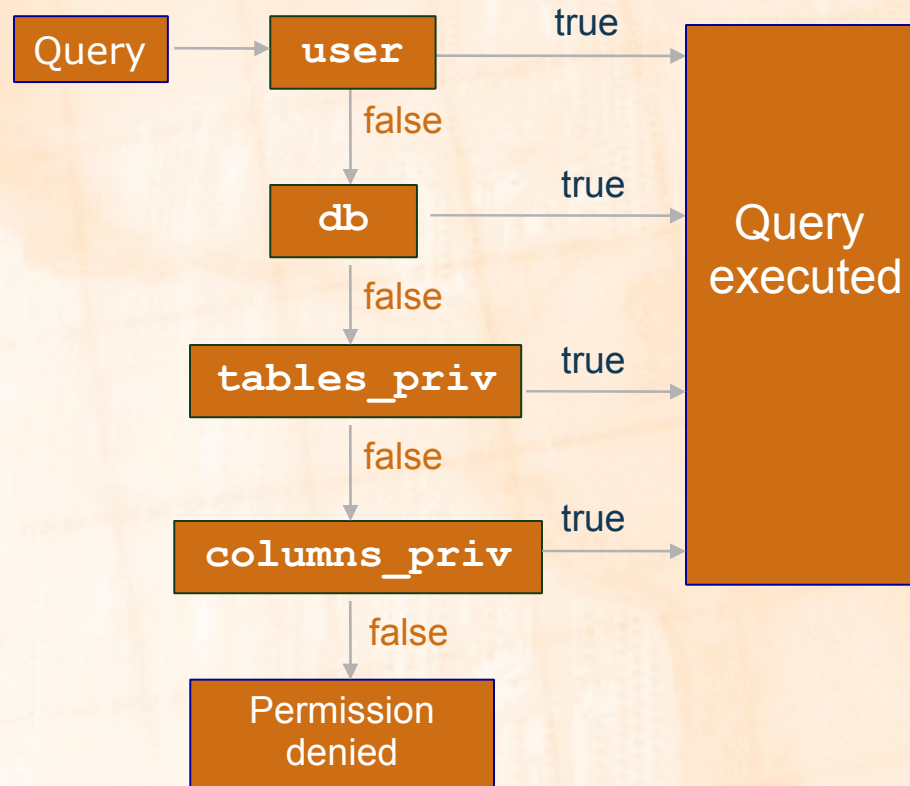 Query
user
true
false
db
true
false
Query
executed
tables_priv
true
false
columns_priv
true
false
Permission
denied